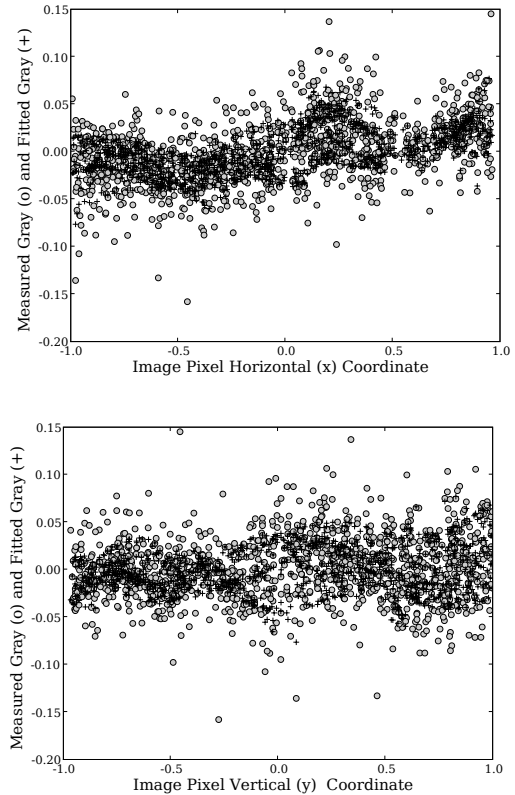 Measured Gray (o) and Fitted Gray (+)
0.15
0.10
0.05
0.00
-0.05
-0.10
-0.15
-0.20
-1.0 -0.5 0.0 0.5 1.0
Image Pixel Horizontal (x) Coordinate
Measured Gray (o) and Fitted Gray (+)
0.15
0.10
0.05
0.00
-0.05
-0.10
-0.15
-0.20
-1.0 -0.5 0.0 0.5 1.0
Image Pixel Vertical (y) Coordinate